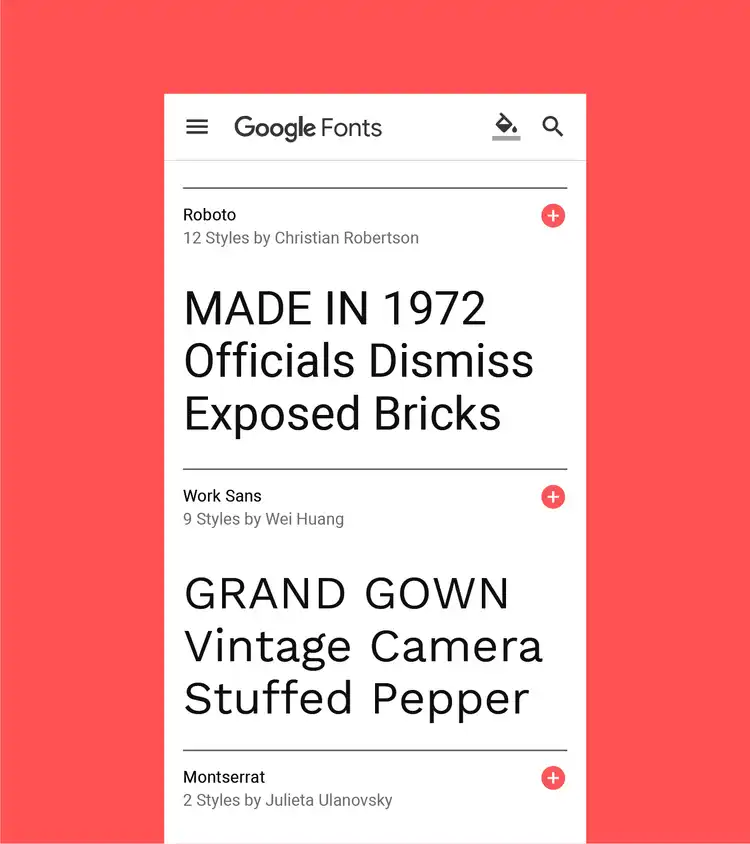 Google Fonts
Roboto
12 Styles by Christian Robertson
MADE IN 1972
Officials Dismiss
Exposed Bricks
Work Sans
9 Styles by Wei Huang
GRAND GOWN
Vintage Camera
Stuffed Pepper
Montserrat
2 Styles by Julieta Ulanovsky